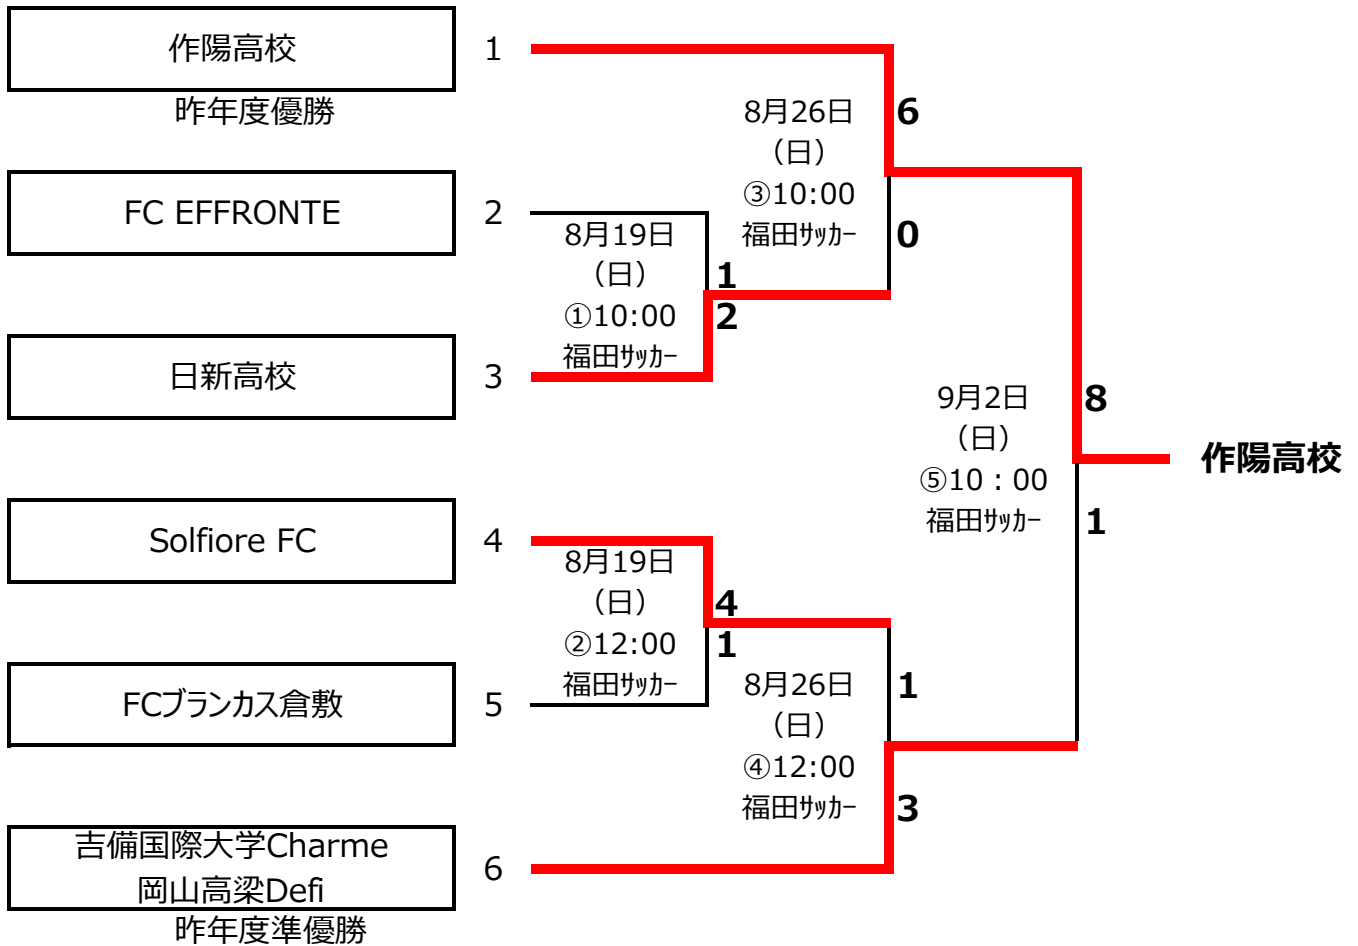 作陽高校
1
昨年度優勝
8月26日
（日）
③10:00
福田ｻｯｶｰ
6
0
FC EFFRONTE
2
8月19日
（日）
①10:00
福田ｻｯｶｰ
1
2
日新高校
3
9月2日
（日）
⑤10：00
福田ｻｯｶｰ
8
1
作陽高校
Solfiore FC
4
8月19日
（日）
②12:00
福田ｻｯｶｰ
4
1
FCブランカス倉敷
5
8月26日
（日）
④12:00
福田ｻｯｶｰ
1
3
吉備国際大学Charme
岡山高梁Defi
6
昨年度準優勝